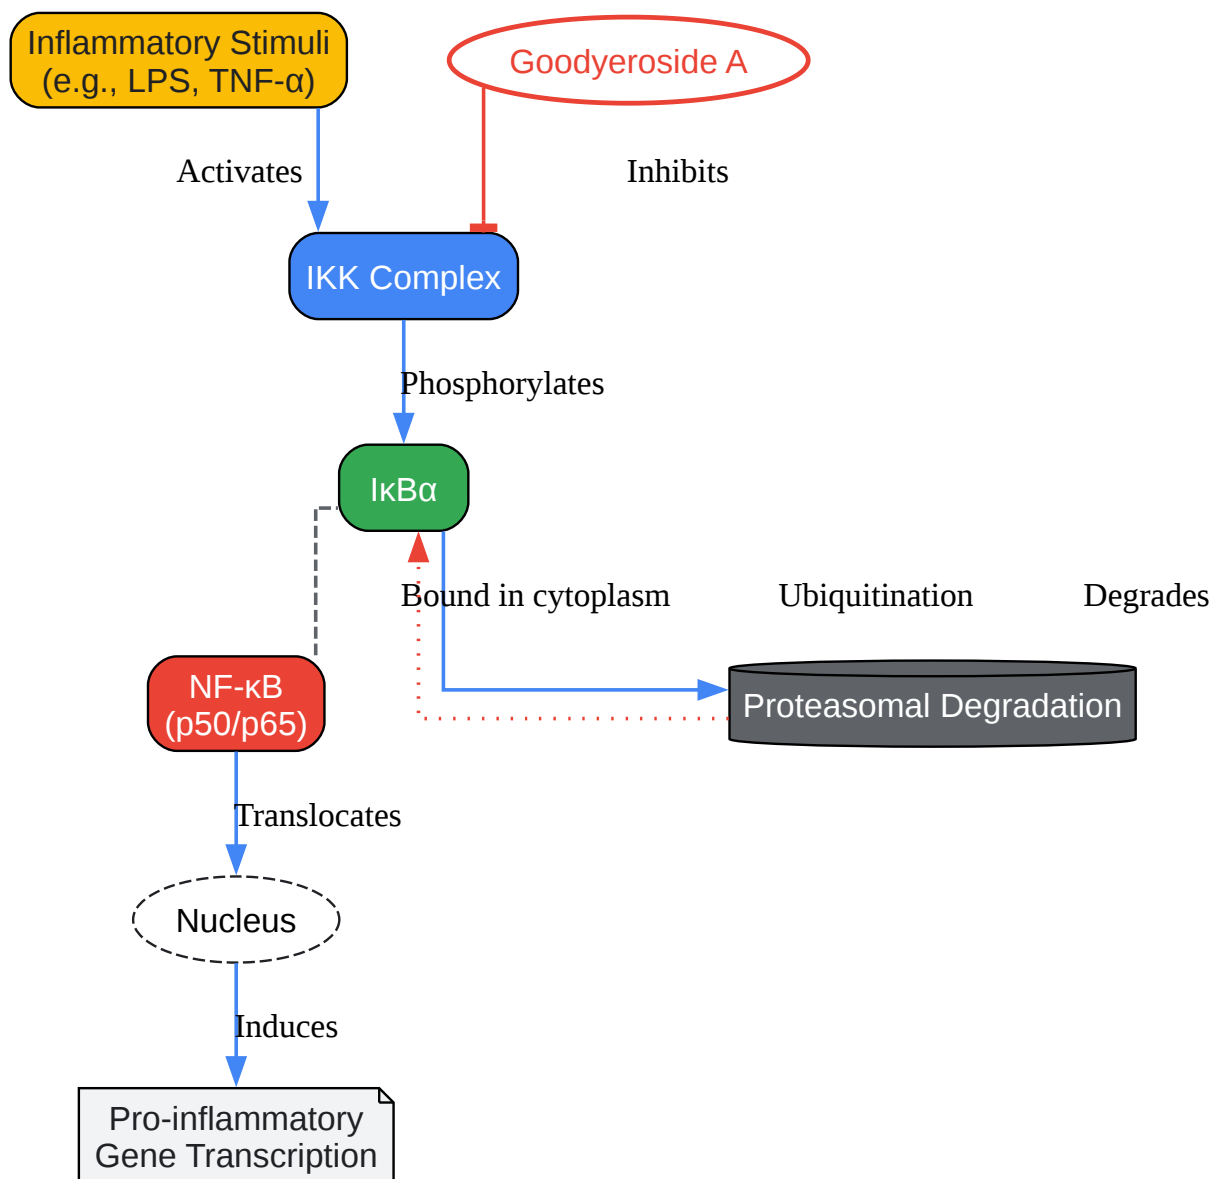 Inflammatory Stimuli
(e.g., LPS, TNF-α)
Goodyeroside A
Activates
Inhibits
IKK Complex
Phosphorylates
IκBα
Bound in cytoplasm
Ubiquitination
Degrades
NF-κB
(p50/p65)
Proteasomal Degradation
Translocates
Nucleus
Induces
Pro-inflammatory
Gene Transcription